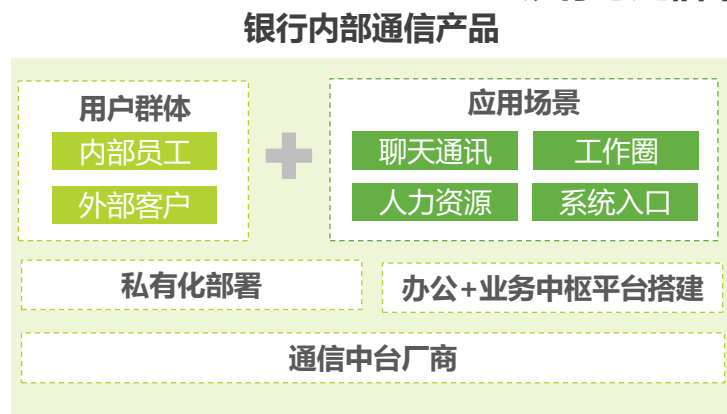 银行内部通信产品
用户群体
内部员工
外部客户
应用场景
聊天通讯
工作圈
人力资源
系统入口
私有化部署
办公+业务中枢平台搭建
通信中台厂商